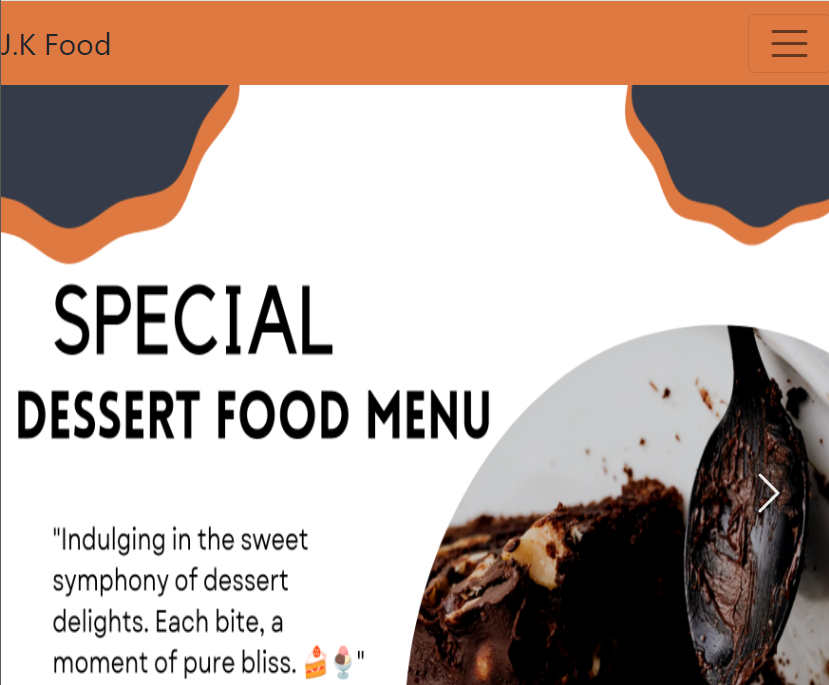 J.K Food
SPECIAL
DESSERT FOOD MENU
"Indulging in the sweet
symphony of dessert
delights. Each bite, a
moment of pure bliss. 🍰🍨"